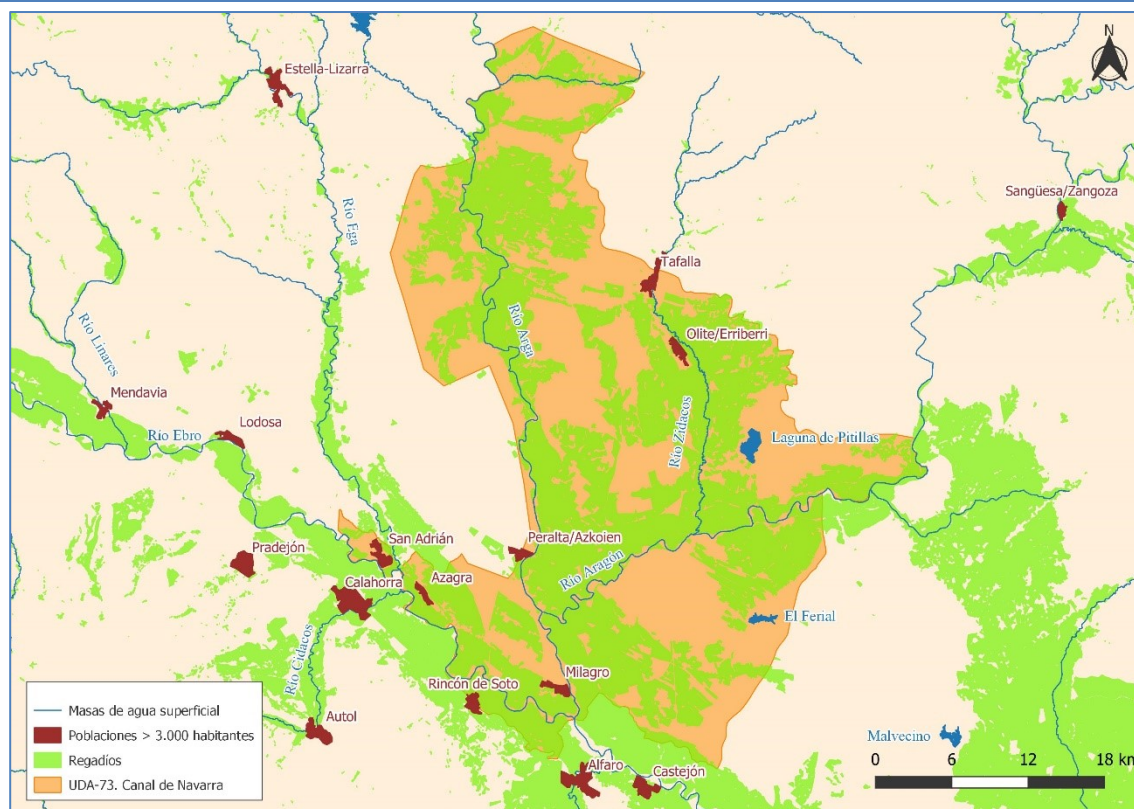 N
Estella-Lizarra
Sangüesa/Zangoza
Río Ega
Tafalla
Río Arga
Olite/Erriberri
Río Linares
Mendavia
Lodosa
Río Ebro
Río Zidacos
Laguna de Pitillas
San Adrián
Peralta/Azkoien
Pradejón
Calahorra
Azagra
Río Aragón
El Ferial
Río Cidacos
Rincón de Soto
Milagro
Autol
Malvecino
Alfaro
Castejón
Masas de agua superficial
Poblaciones > 3.000 habitantes
Regadíos
UDA-73. Canal de Navarra
0 6 12 18 km